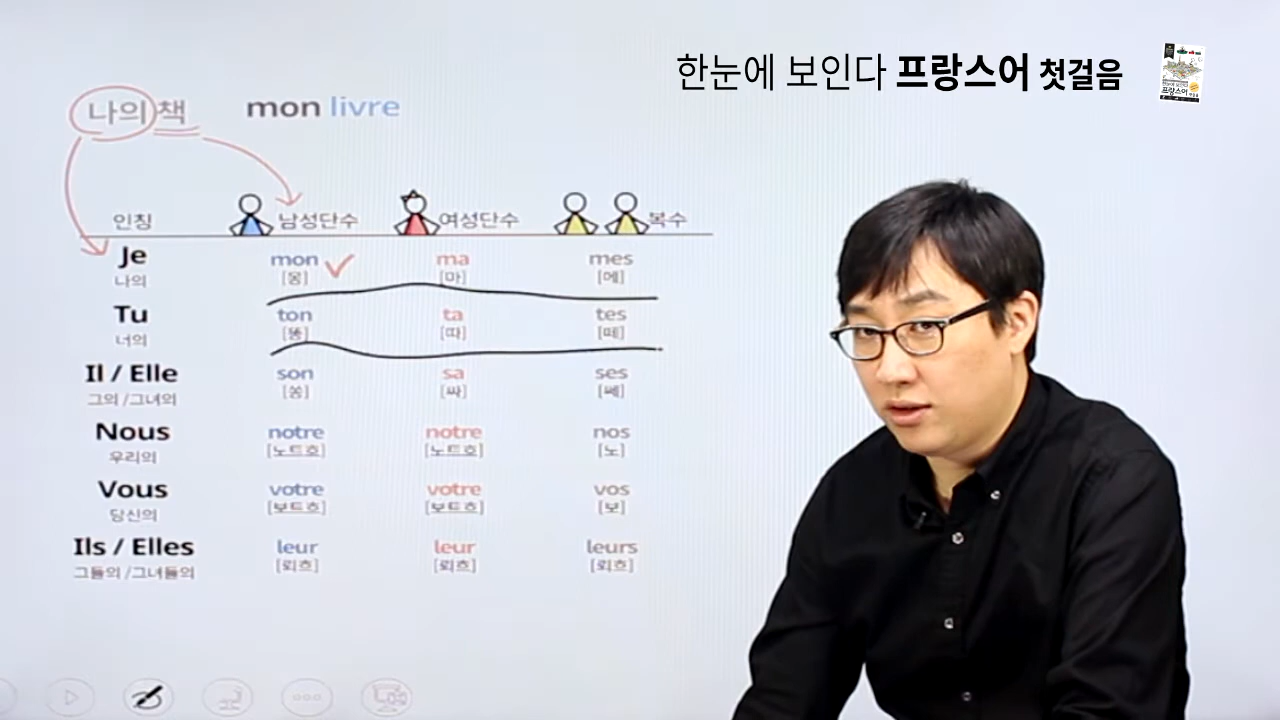 한눈에 보인다 프랑스어 첫걸음
프랑스어
나의 책 mon livre
인칭 남성단수 여성단수 복수
Je mon ma mes
나의 [몽] [마] [메]
Tu ton ta tes
너의 [똥] [따] [떼]
Il / Elle son sa ses
그의 /그녀의 [쏭] [싸] [쎄]
Nous notre notre nos
우리의 [노트흐] [노트흐] [노]
Vous votre votre vos
당신의 [보트흐] [보트흐] [보]
Ils / Elles leur leur leurs
그들의 /그녀들의 [뢰흐] [뢰흐] [뢰흐]